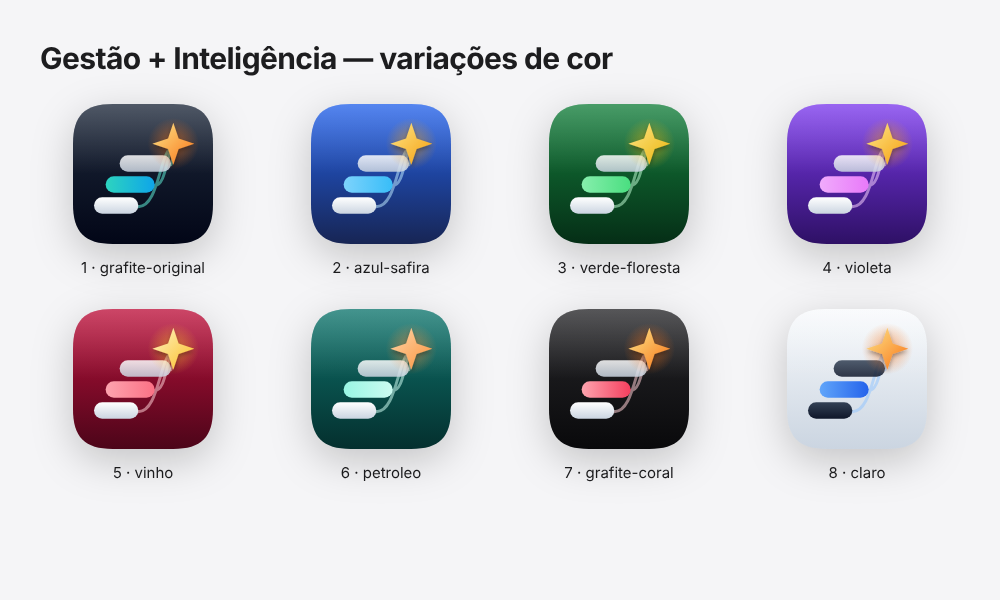 Gestão + Inteligência — variações de cor
1 · grafite-original
2 · azul-safira
3 · verde-floresta
4 · violeta
5 · vinho
6 · petroleo
7 · grafite-coral
8 · claro